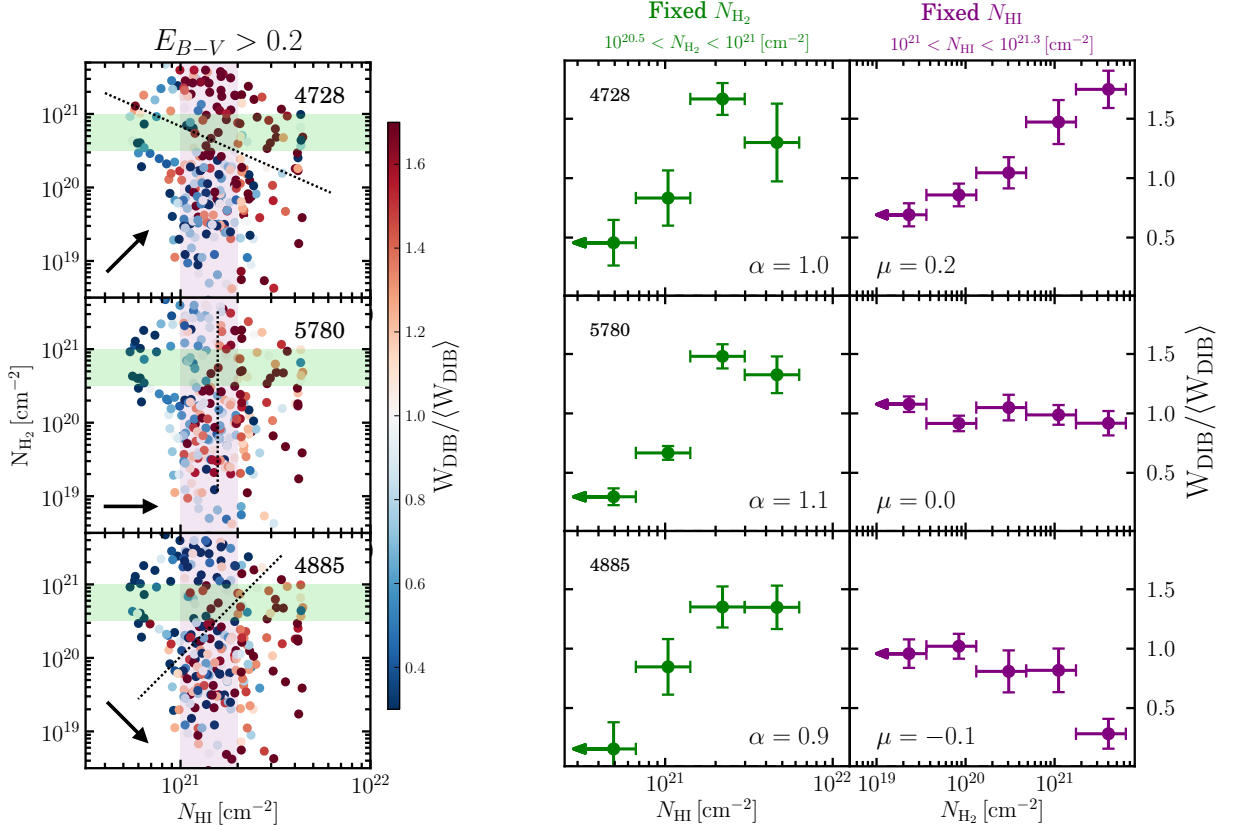 E_{B−V} > 0.2
4728
10^{21}
10^{20}
10^{19}
5780
10^{21}
10^{20}
10^{19}
N_{H_2} [cm^{−2}]
4885
10^{21}
10^{20}
10^{19}
10^{21}
10^{22}
N_{HI} [cm^{−2}]
1.6
1.4
1.2
1.0
0.8
0.6
0.4
W_{DIB}/⟨W_{DIB}⟩
Fixed N_{H_2}
10^{20.5} < N_{H_2} < 10^{21} [cm^{−2}]
Fixed N_{HI}
10^{21} < N_{HI} < 10^{21.3} [cm^{−2}]
4728
α = 1.0
μ = 0.2
1.5
1.0
0.5
5780
α = 1.1
μ = 0.0
1.5
1.0
0.5
W_{DIB}/⟨W_{DIB}⟩
4885
α = 0.9
μ = −0.1
1.5
1.0
0.5
10^{21}
10^{22}
10^{19}
10^{20}
10^{21}
N_{HI} [cm^{−2}]
N_{H_2} [cm^{−2}]